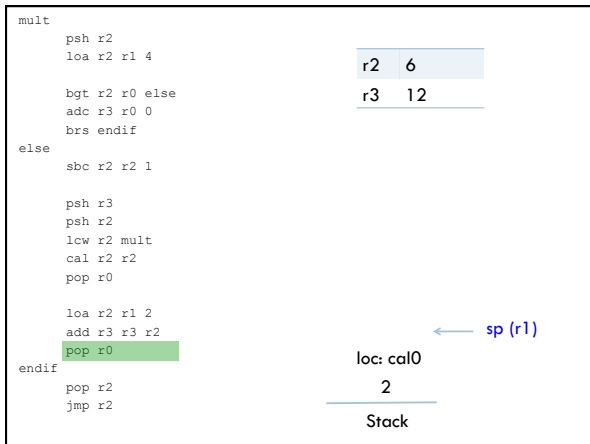 mult
psh r2
loa r2 r1 4
bgt r2 r0 else
adc r3 r0 0
brs endif
else
sbc r2 r2 1
psh r3
psh r2
lcw r2 mult
cal r2 r2
pop r0
loa r2 r1 2
add r3 r3 r2
pop r0
endif
pop r2
jmp r2
r2 6
r3 12
sp (r1)
loc: cal0
2
Stack